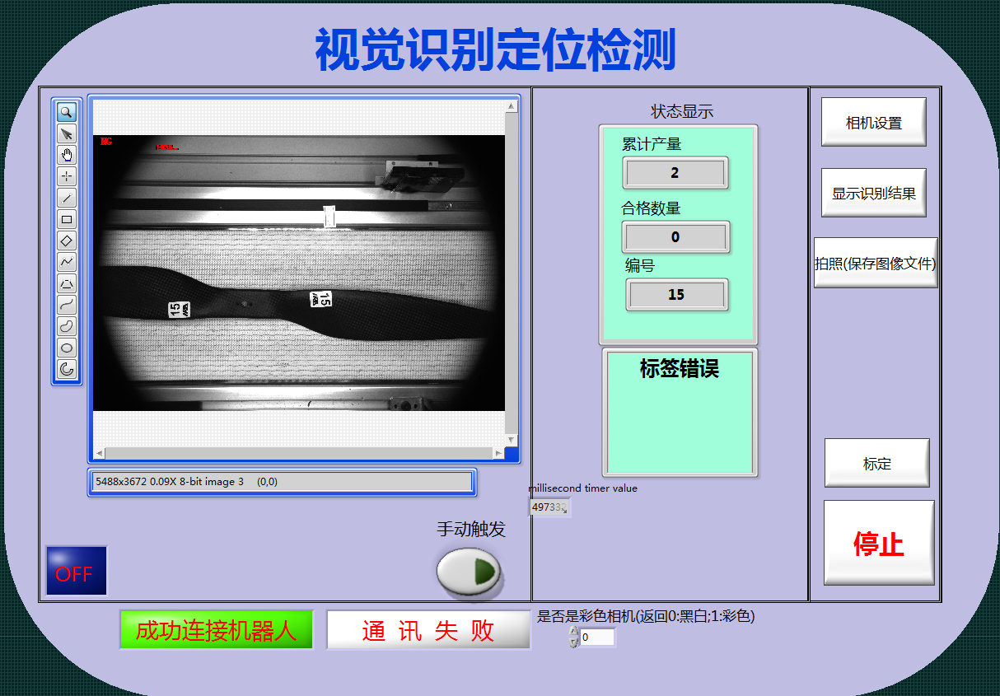 视觉识别定位检测
状态显示
累计产量
2
合格数量
0
编号
15
标签错误
相机设置
显示识别结果
拍照(保存图像文件)
标定
停止
NG
15
15
5488x3672 0.09X 8-bit image 3 (0,0)
millisecond timer value
手动触发
OFF
成功连接机器人
通 讯 失 败
是否是彩色相机(返回0:黑白;1:彩色)
0